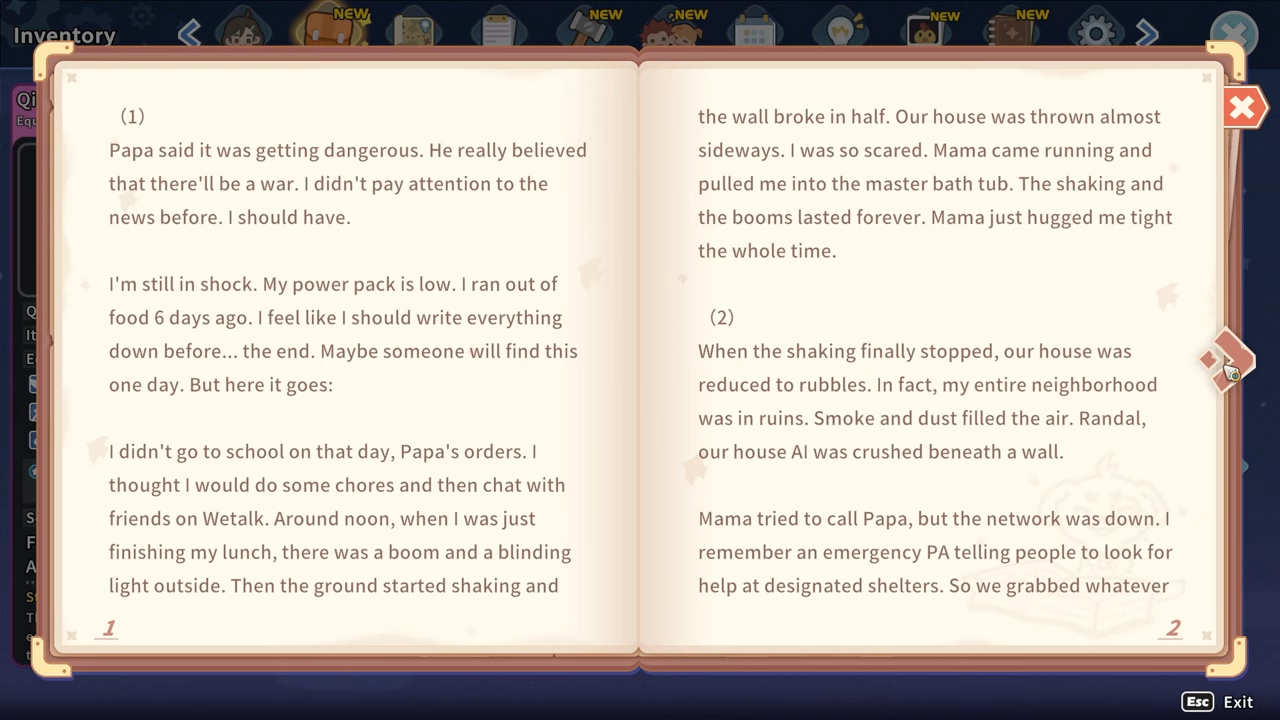 Inventory
NEW
NEW
NEW
NEW
NEW
Qi
Equ
（1）
Papa said it was getting dangerous. He really believed
that there'll be a war. I didn't pay attention to the
news before. I should have.
I'm still in shock. My power pack is low. I ran out of
food 6 days ago. I feel like I should write everything
down before... the end. Maybe someone will find this
one day. But here it goes:
I didn't go to school on that day, Papa's orders. I
thought I would do some chores and then chat with
friends on Wetalk. Around noon, when I was just
finishing my lunch, there was a boom and a blinding
light outside. Then the ground started shaking and
1
the wall broke in half. Our house was thrown almost
sideways. I was so scared. Mama came running and
pulled me into the master bath tub. The shaking and
the booms lasted forever. Mama just hugged me tight
the whole time.
（2）
When the shaking finally stopped, our house was
reduced to rubbles. In fact, my entire neighborhood
was in ruins. Smoke and dust filled the air. Randal,
our house AI was crushed beneath a wall.
Mama tried to call Papa, but the network was down. I
remember an emergency PA telling people to look for
help at designated shelters. So we grabbed whatever
2
Esc Exit